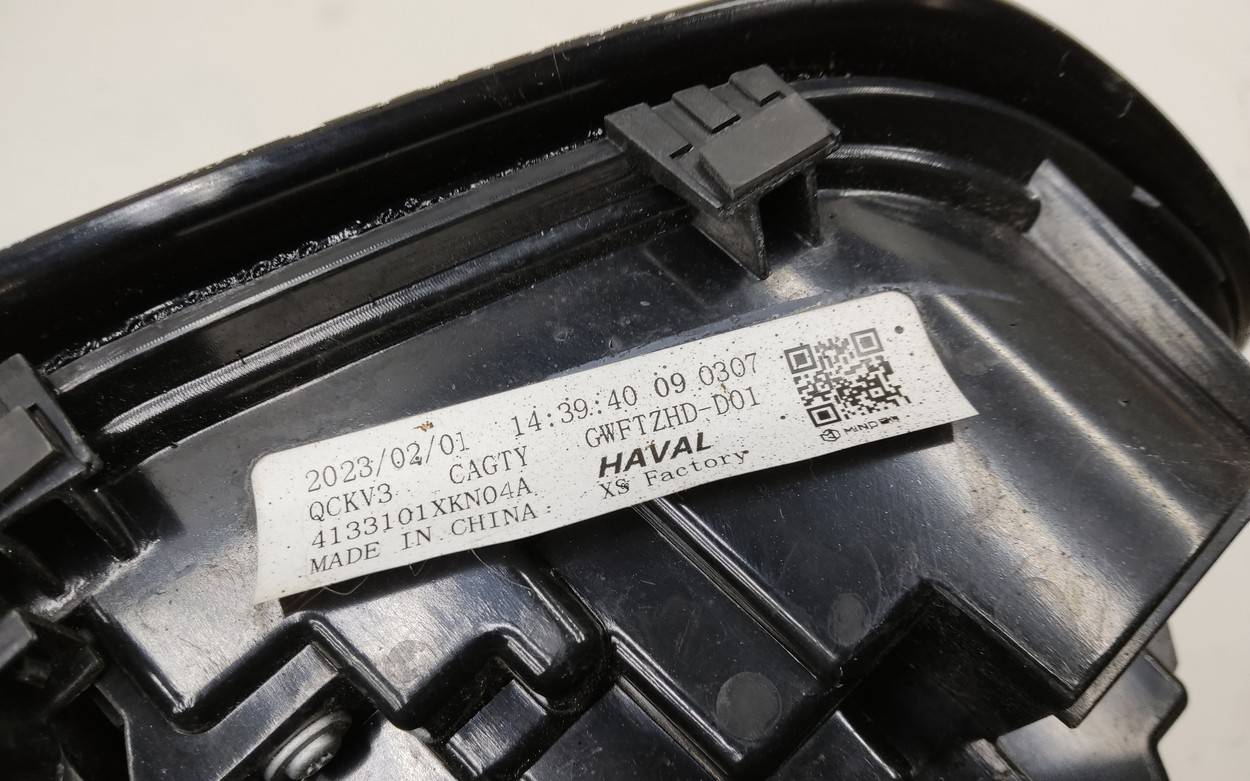 2023/02/01 14:39:40 09 0307
QCKV3 CAGTY GWFTZHD-D01
4133101XKN04A HAVAL
MADE IN CHINA XS Factory
MIND